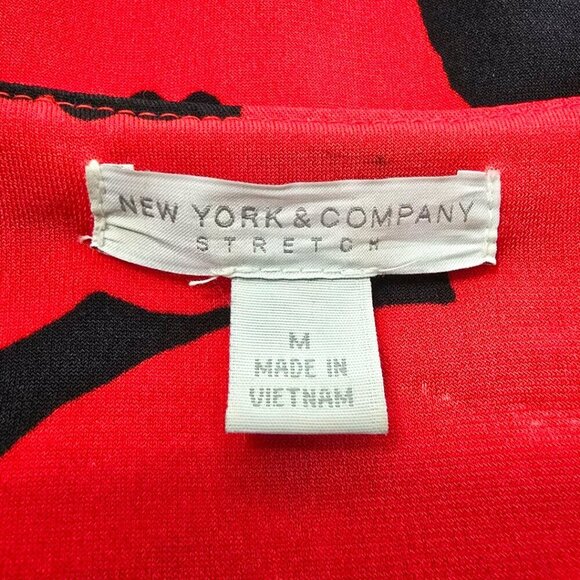 NEW YORK & COMPANY
STRETCH
M
MADE IN
VIETNAM